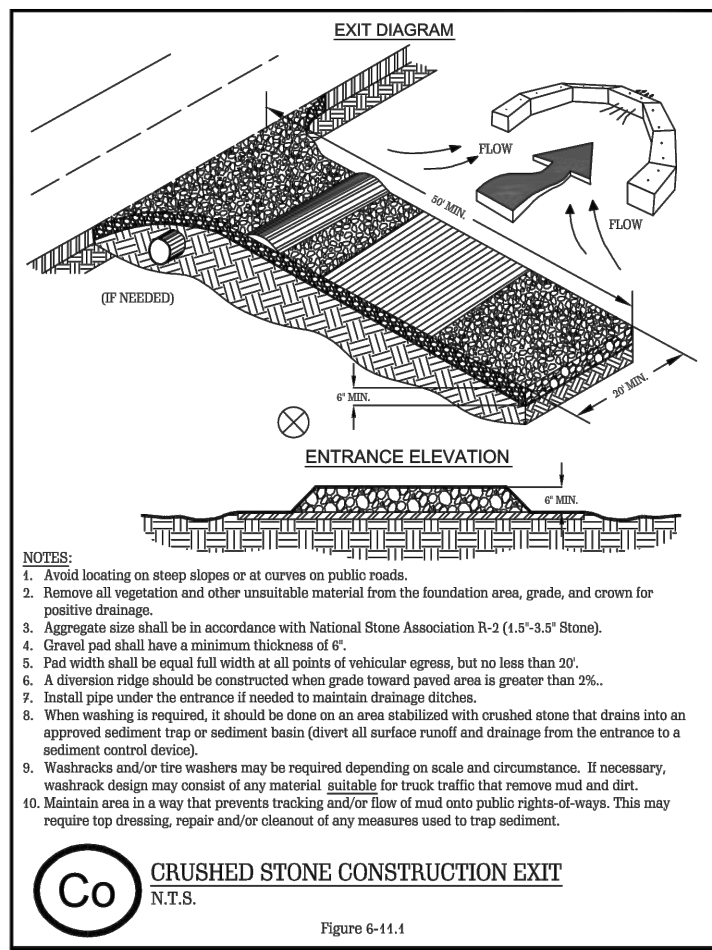 EXIT DIAGRAM
FLOW
50' MIN.
FLOW
(IF NEEDED)
20' MIN.
6" MIN.
ENTRANCE ELEVATION
6" MIN.
NOTES:
1. Avoid locating on steep slopes or at curves on public roads.
2. Remove all vegetation and other unsuitable material from the foundation area, grade, and crown for
positive drainage.
3. Aggregate size shall be in accordance with National Stone Association R-2 (1.5"-3.5" Stone).
4. Gravel pad shall have a minimum thickness of 6".
5. Pad width shall be equal full width at all points of vehicular egress, but no less than 20'.
6. A diversion ridge should be constructed when grade toward paved area is greater than 2%..
7. Install pipe under the entrance if needed to maintain drainage ditches.
8. When washing is required, it should be done on an area stabilized with crushed stone that drains into an
approved sediment trap or sediment basin (divert all surface runoff and drainage from the entrance to a
sediment control device).
9. Washracks and/or tire washers may be required depending on scale and circumstance. If necessary,
washrack design may consist of any material suitable for truck traffic that remove mud and dirt.
10. Maintain area in a way that prevents tracking and/or flow of mud onto public rights-of-ways. This may
require top dressing, repair and/or cleanout of any measures used to trap sediment.
Co
CRUSHED STONE CONSTRUCTION EXIT
N.T.S.
Figure 6-11.1